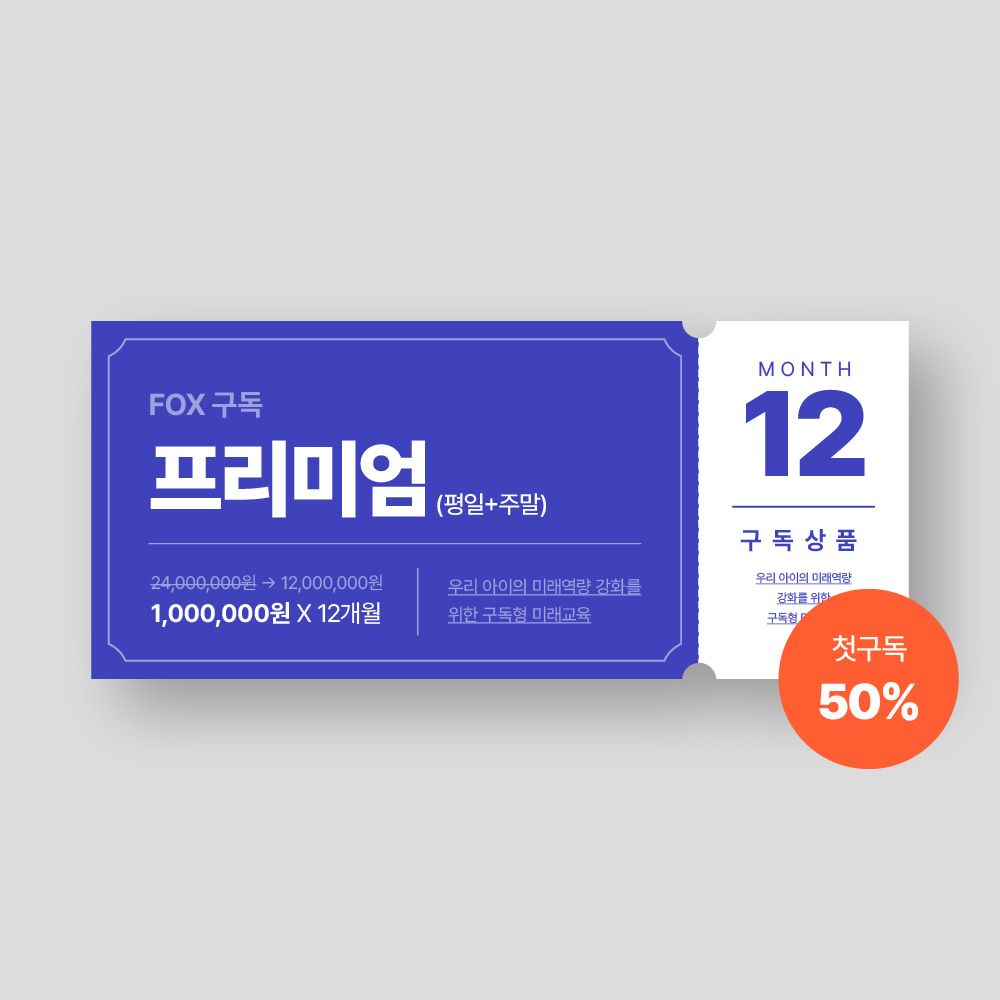 FOX 구독
프리미엄 (평일+주말)
24,000,000원 → 12,000,000원
1,000,000원 X 12개월
우리 아이의 미래역량 강화를
위한 구독형 미래교육
MONTH
12
구독상품
우리 아이의 미래역량
강화를 위한
구독형
첫구독
50%